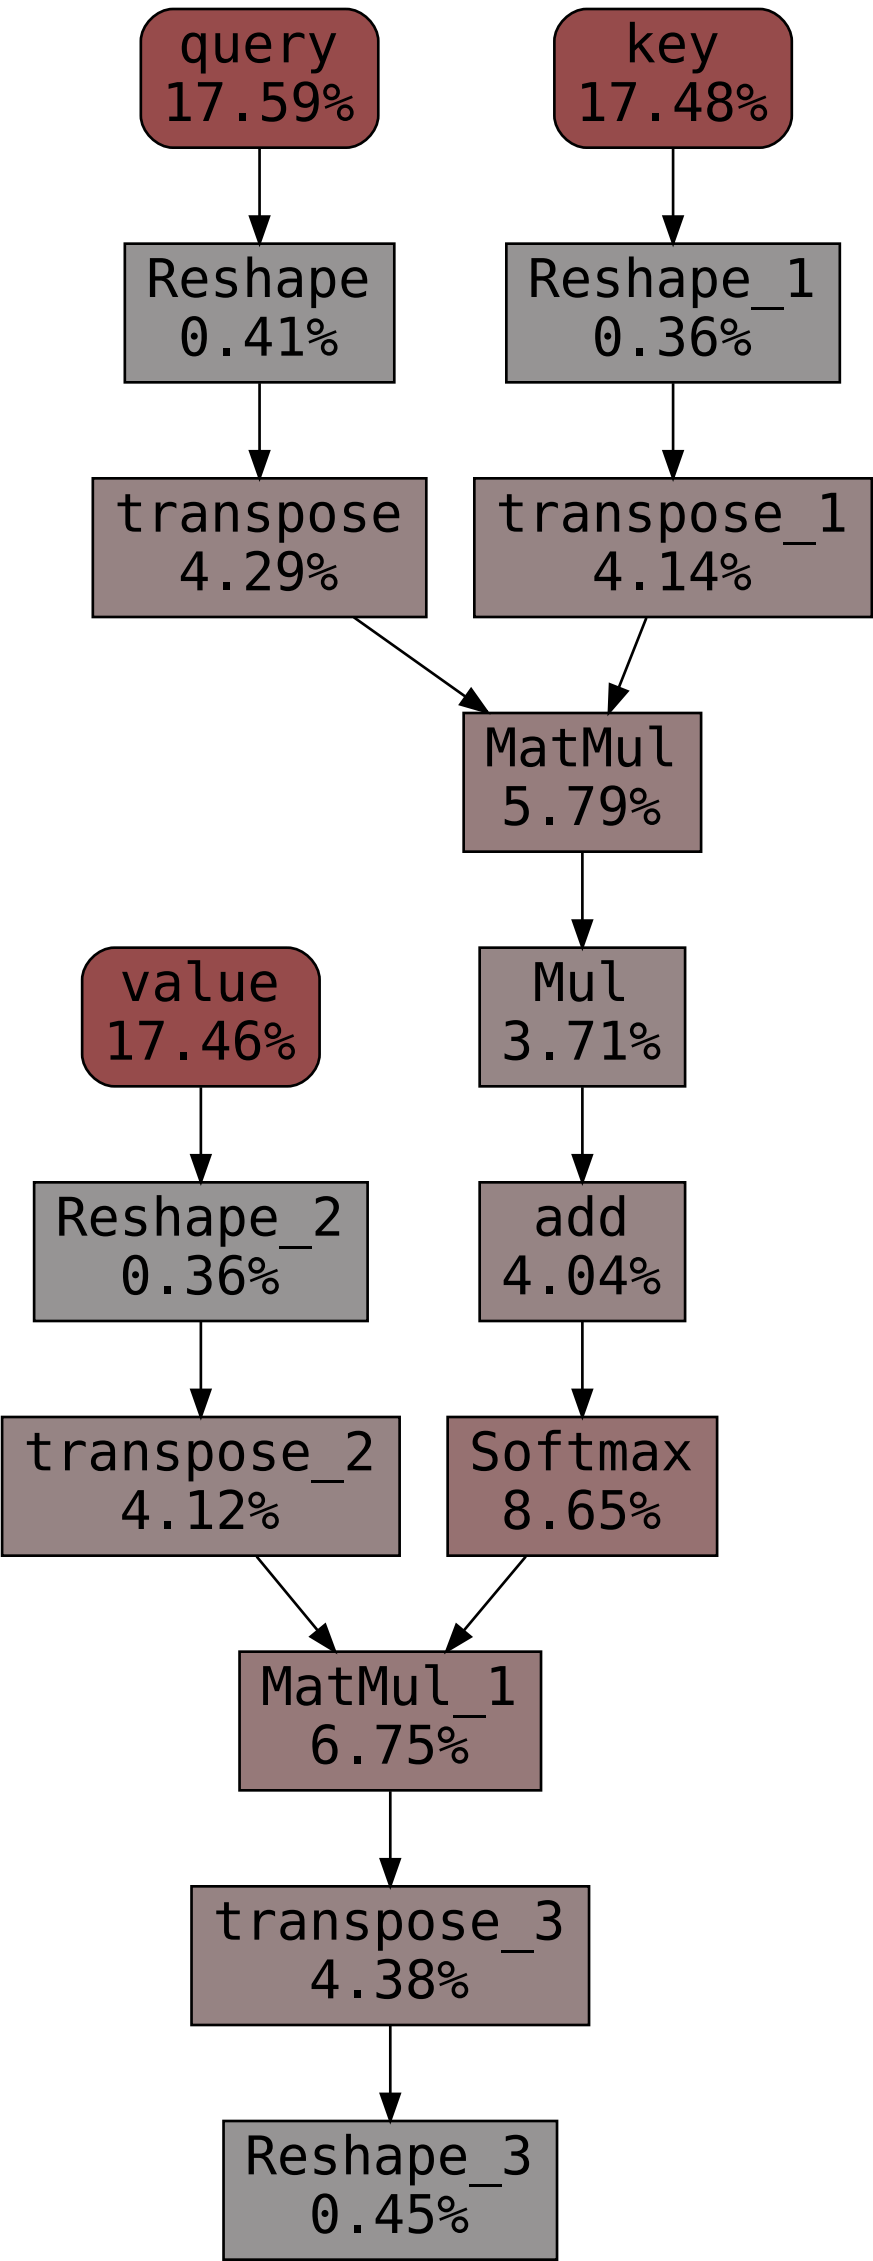 query
17.59%
key
17.48%
Reshape
0.41%
Reshape_1
0.36%
transpose
4.29%
transpose_1
4.14%
MatMul
5.79%
value
17.46%
Mul
3.71%
Reshape_2
0.36%
add
4.04%
transpose_2
4.12%
Softmax
8.65%
MatMul_1
6.75%
transpose_3
4.38%
Reshape_3
0.45%